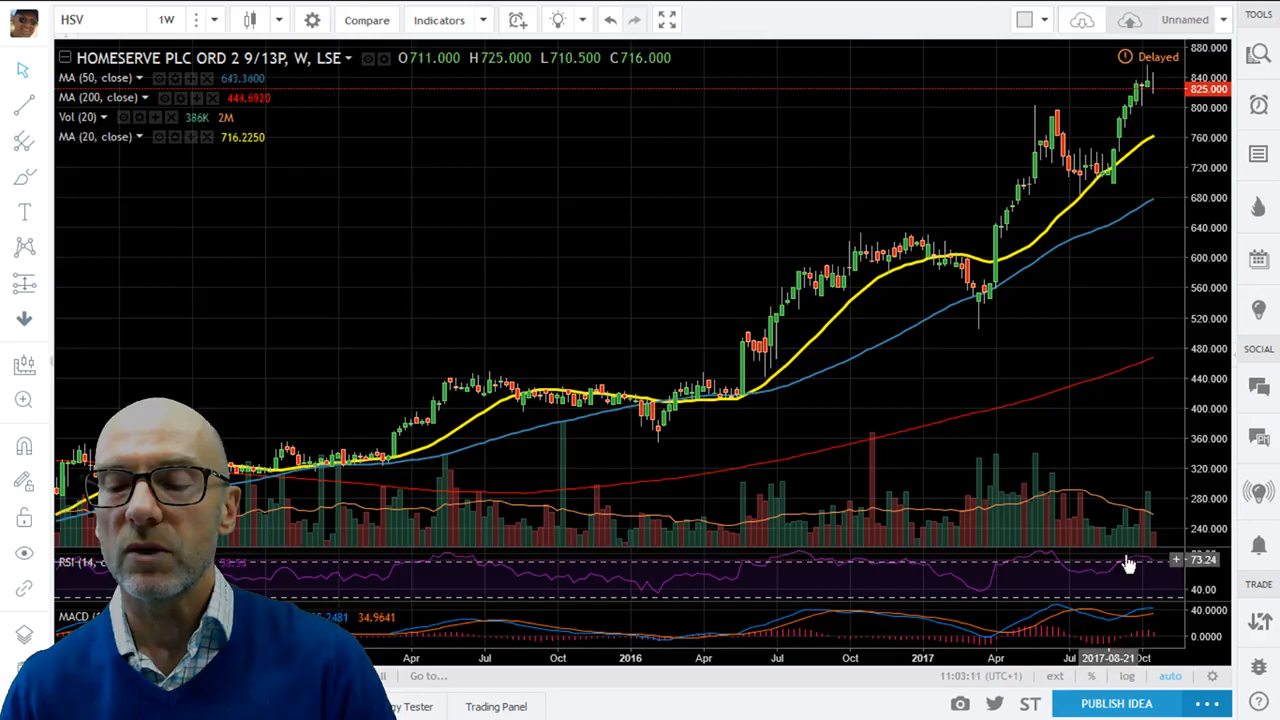 HSV 1W Compare Indicators Unnamed TOOLS
HOMESERVE PLC ORD 2 9/13P, W, LSE O711.000 H725.000 L710.500 C716.000
Delayed
MA (50, close) 643.3600
MA (200, close) 444.6920
Vol (20) 386K 2M
MA (20, close) 716.2250
880.000
840.000
825.000
800.000
760.000
720.000
680.000
640.000
600.000
560.000
520.000
480.000
440.000
400.000
360.000
320.000
280.000
240.000
SOCIAL
RSI (14, 73.24
40.00
TRADE
MACD 34.9641 40.0000
0.0000
Apr Jul Oct 2016 Apr Jul Oct 2017 Apr Jul 2017-08-21 Oct
Go to... 11:03:11 (UTC+1) ext % log auto
Tester Trading Panel ST PUBLISH IDEA